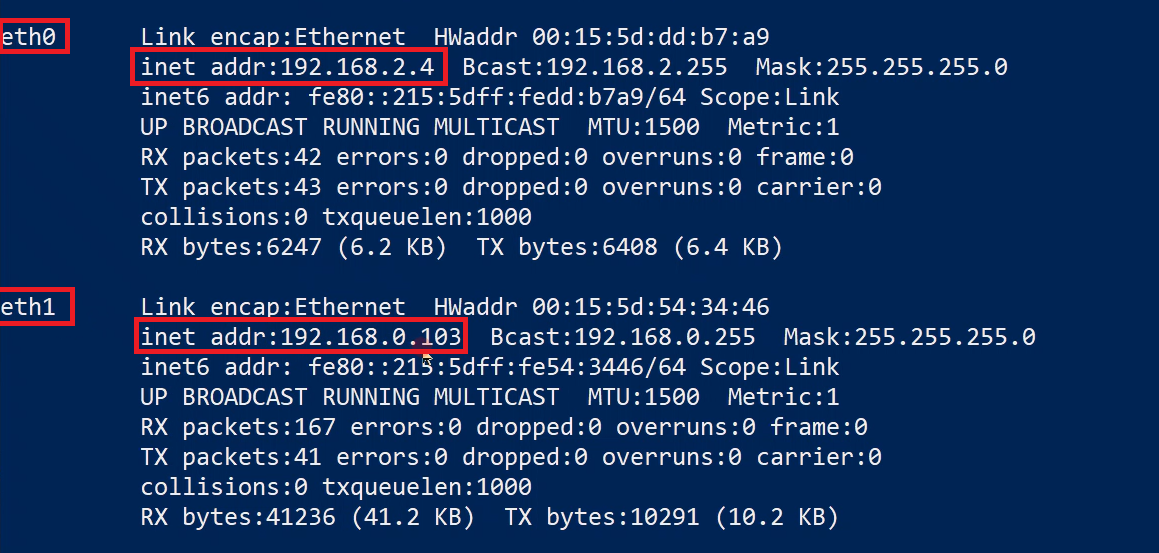 eth0 Link encap:Ethernet HWaddr 00:15:5d:dd:b7:a9
inet addr:192.168.2.4 Bcast:192.168.2.255 Mask:255.255.255.0
inet6 addr: fe80::215:5dff:fedd:b7a9/64 Scope:Link
UP BROADCAST RUNNING MULTICAST MTU:1500 Metric:1
RX packets:42 errors:0 dropped:0 overruns:0 frame:0
TX packets:43 errors:0 dropped:0 overruns:0 carrier:0
collisions:0 txqueuelen:1000
RX bytes:6247 (6.2 KB) TX bytes:6408 (6.4 KB)
eth1 Link encap:Ethernet HWaddr 00:15:5d:54:34:46
inet addr:192.168.0.103 Bcast:192.168.0.255 Mask:255.255.255.0
inet6 addr: fe80::215:5dff:fe54:3446/64 Scope:Link
UP BROADCAST RUNNING MULTICAST MTU:1500 Metric:1
RX packets:167 errors:0 dropped:0 overruns:0 frame:0
TX packets:41 errors:0 dropped:0 overruns:0 carrier:0
collisions:0 txqueuelen:1000
RX bytes:41236 (41.2 KB) TX bytes:10291 (10.2 KB)